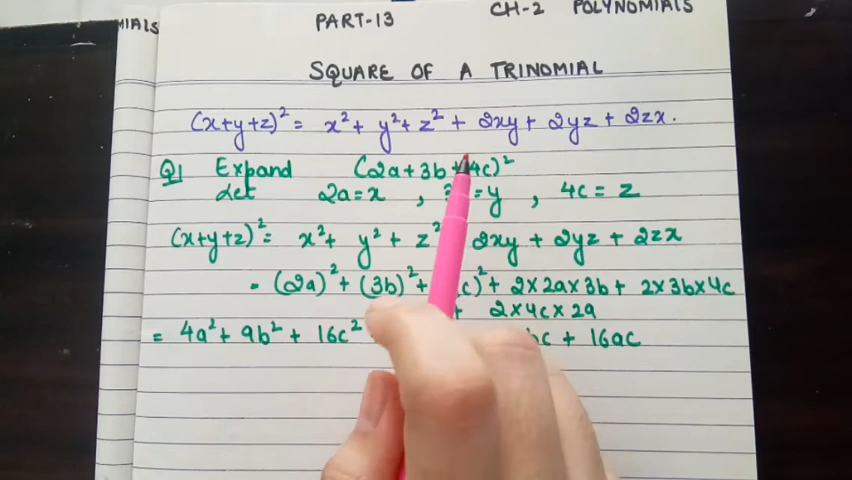 MIALS PART-13 CH-2 POLYNOMIALS
SQUARE OF A TRINOMIAL
(x+y+z)² = x² + y² + z² + 2xy + 2yz + 2zx.
Q1 Expand (2a+3b+4c)²
Let 2a=x , =y , 4c=z
(x+y+z)² = x² + y² + z² 2xy + 2yz + 2zx
= (2a)² + (3b)² + c)² + 2×2a×3b + 2×3b×4c
+ 2×4c×2a
= 4a² + 9b² + 16c² bc + 16ac